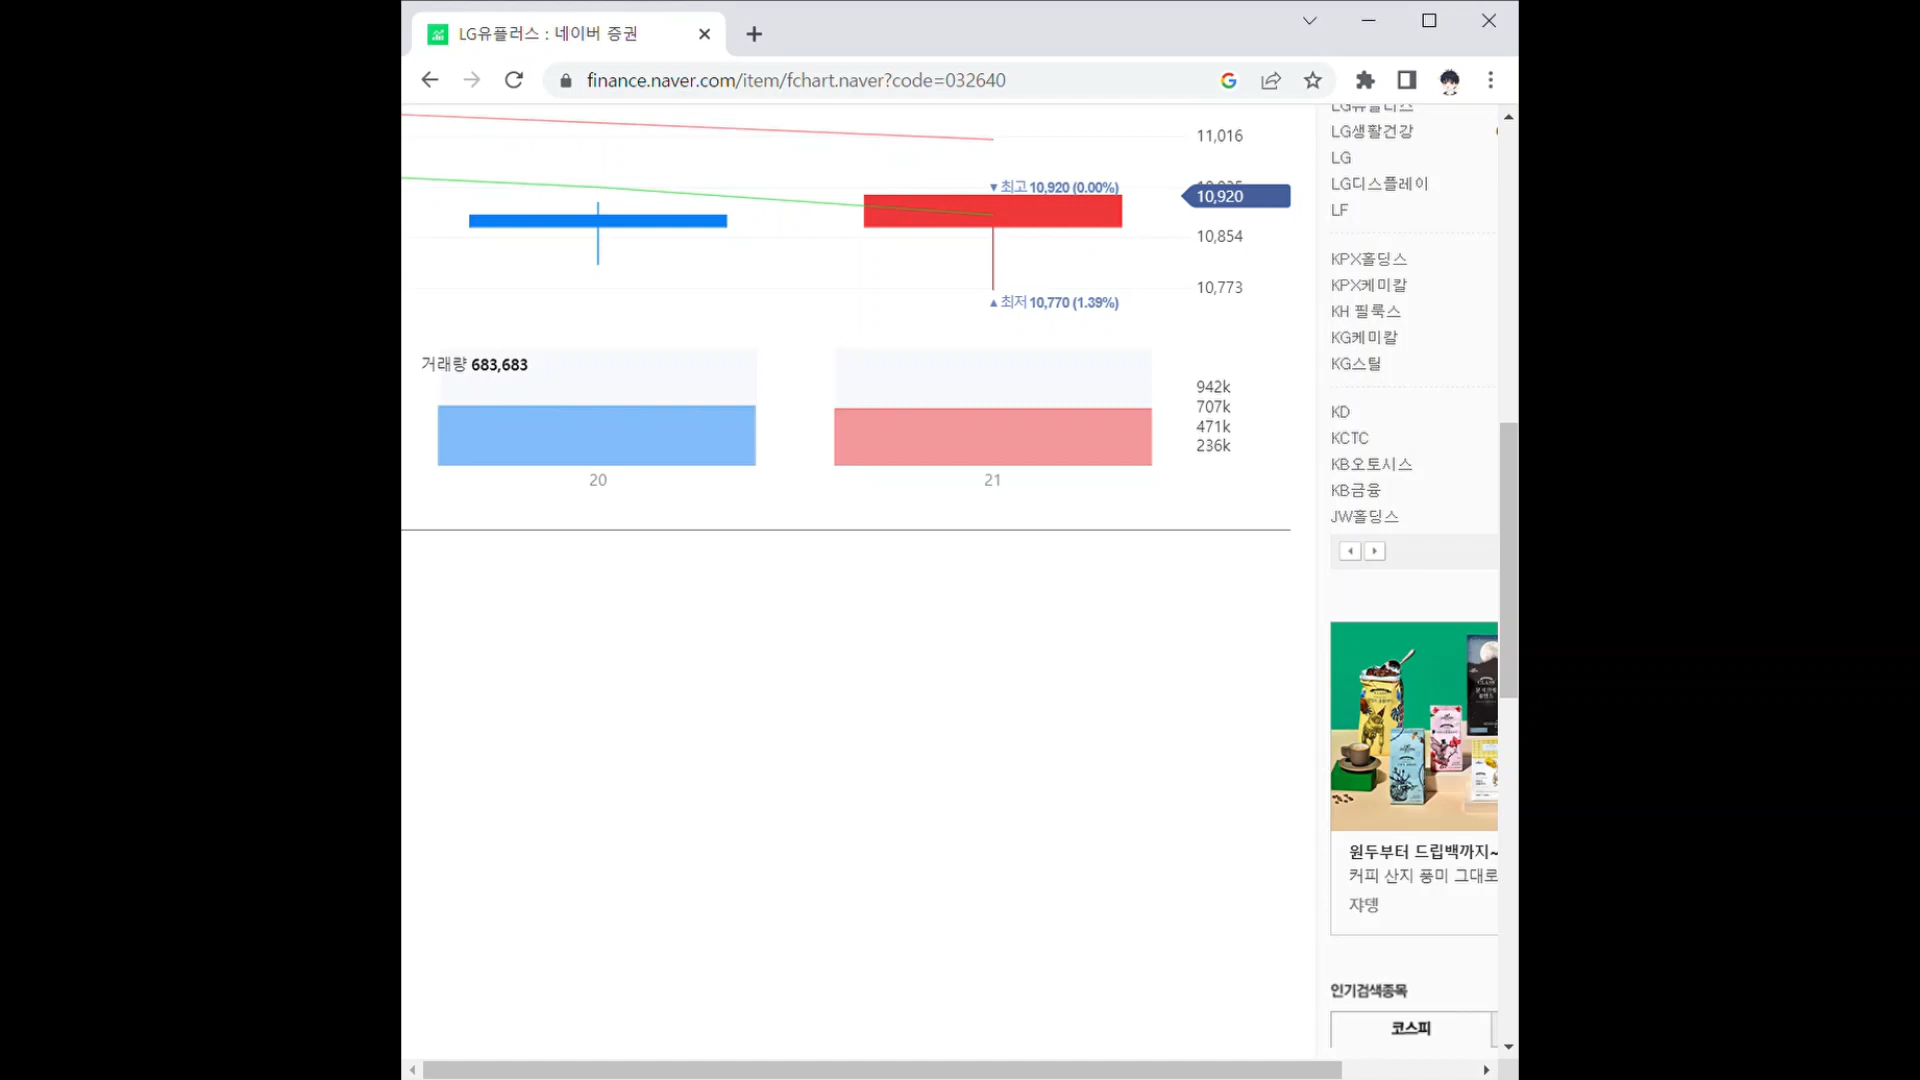 LG유플러스 : 네이버 증권
finance.naver.com/item/fchart.naver?code=032640
11,016
▼최고 10,920 (0.00%)
10,920
10,854
10,773
▲최저 10,770 (1.39%)
거래량 683,683
942k
707k
471k
236k
20
21
LG유플러스
LG생활건강
LG
LG디스플레이
LF
KPX홀딩스
KPX케미칼
KH 필룩스
KG케미칼
KG스틸
KD
KCTC
KB오토시스
KB금융
JW홀딩스
원두부터 드립백까지~
커피 산지 풍미 그대로
쟈뎅
인기검색종목
코스피